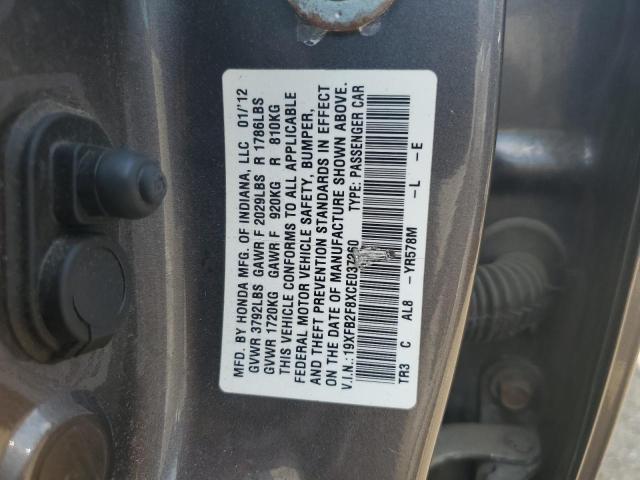 MFD. BY HONDA MFG. OF INDIANA, LLC 01/'12
GVWR 3792LBS GAWR F 2029LBS R 1786LBS
GVWR 1720KG GAWR F 920KG R 810KG
THIS VEHICLE CONFORMS TO ALL APPLICABLE
FEDERAL MOTOR VEHICLE SAFETY, BUMPER,
AND THEFT PREVENTION STANDARDS IN EFFECT
ON THE DATE OF MANUFACTURE SHOWN ABOVE.
V.I.N.:19XFB2F8XCE037260 TYPE: PASSENGER CAR
TR3 C AL8 -YR578M -L -E